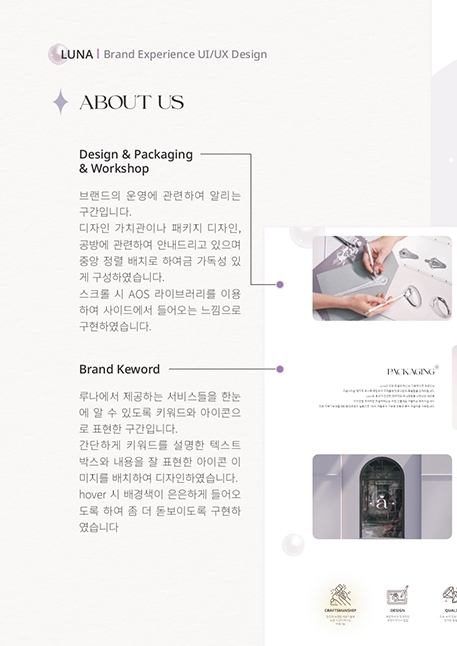 LUNA | Brand Experience UI/UX Design
ABOUT US
Design & Packaging
& Workshop
브랜드의 운영에 관련하여 알리는
구간입니다.
디자인 가치관이나 패키지 디자인,
공방에 관련하여 안내드리고 있으며
중앙 정렬 배치로 하여금 가독성 있
게 구성하였습니다.
스크롤 시 AOS 라이브러리를 이용
하여 사이드에서 들어오는 느낌으로
구현하였습니다.
Brand Keword
루나에서 제공하는 서비스들을 한눈
에 알 수 있도록 키워드와 아이콘으
로 표현한 구간입니다.
간단하게 키워드를 설명한 텍스트
박스와 내용을 잘 표현한 아이콘 이
미지를 배치하여 디자인하였습니다.
hover 시 배경색이 은은하게 들어오
도록 하여 좀 더 돋보이도록 구현하
였습니다
PACKAGING
a
CRAFTSMANSHIP
DESIGN
QUAL